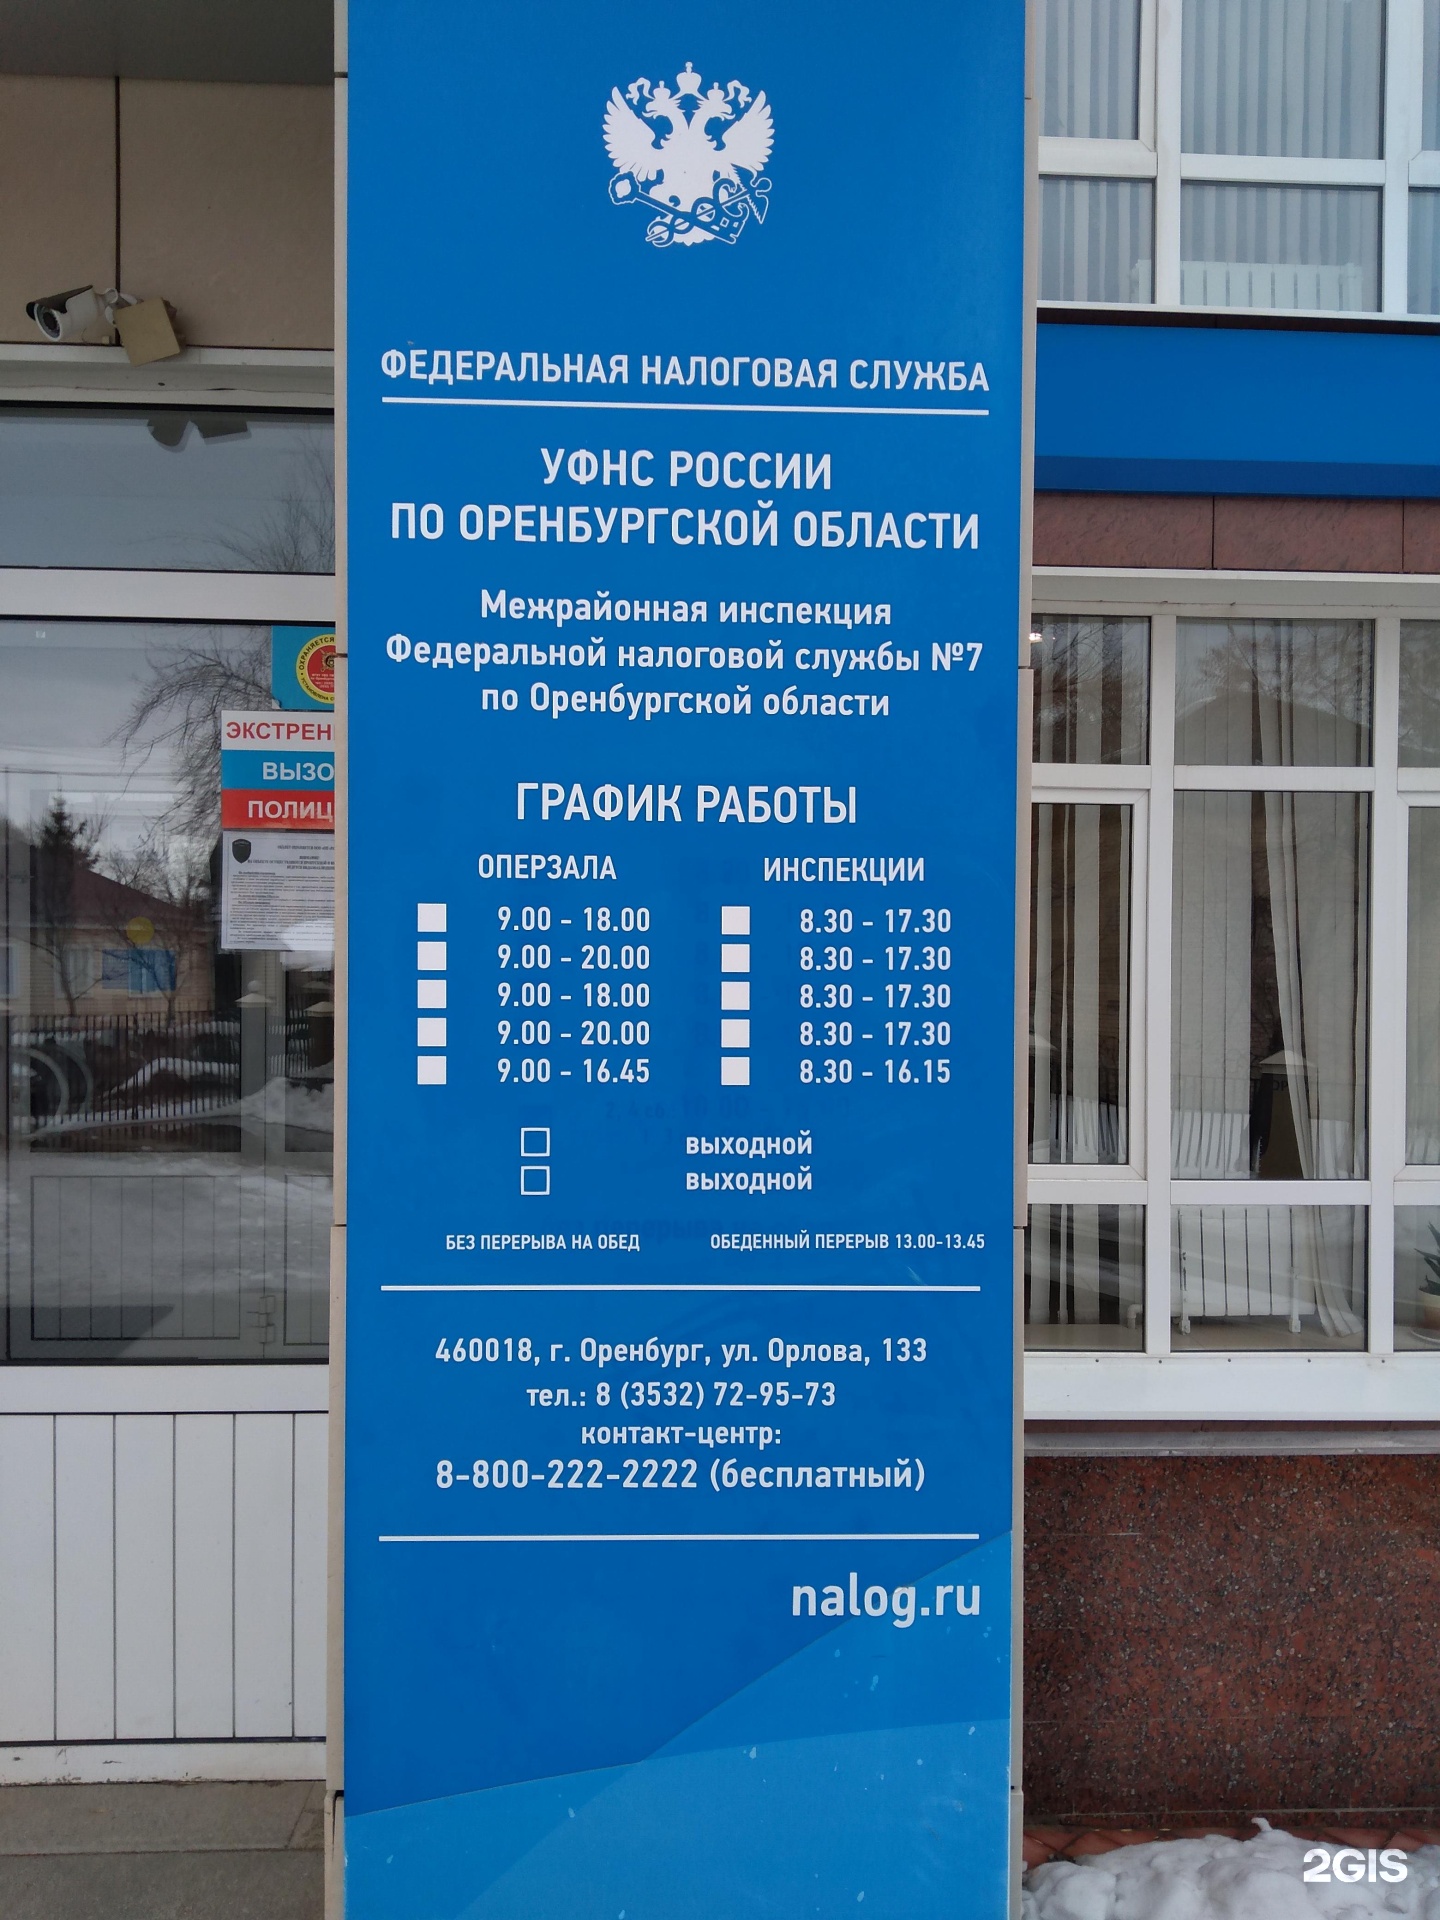 ФЕДЕРАЛЬНАЯ НАЛОГОВАЯ СЛУЖБА
УФНС РОССИИ
ПО ОРЕНБУРГСКОЙ ОБЛАСТИ
Межрайонная инспекция
Федеральной налоговой службы №7
по Оренбургской области
ГРАФИК РАБОТЫ
ОПЕРЗАЛА ИНСПЕКЦИИ
9.00 - 18.00 8.30 - 17.30
9.00 - 20.00 8.30 - 17.30
9.00 - 18.00 8.30 - 17.30
9.00 - 20.00 8.30 - 17.30
9.00 - 16.45 8.30 - 16.15
выходной
выходной
БЕЗ ПЕРЕРЫВА НА ОБЕД ОБЕДЕННЫЙ ПЕРЕРЫВ 13.00-13.45
460018, г. Оренбург, ул. Орлова, 133
тел.: 8 (3532) 72-95-73
контакт-центр:
8-800-222-2222 (бесплатный)
nalog.ru
ЭКСТРЕН
ВЫЗО
ПОЛИЦ
2GIS